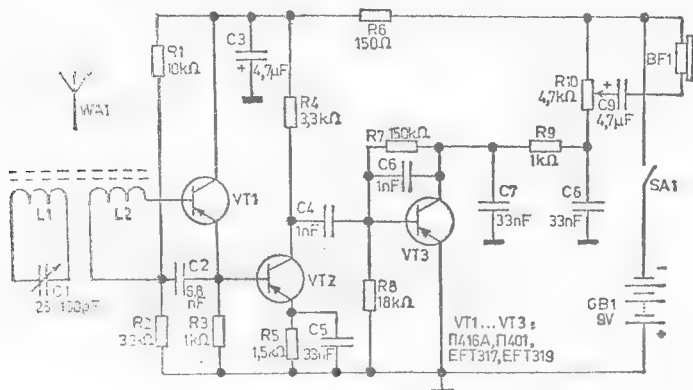 R1
10kΩ
C3
4,7µF
R6
150Ω
BF1
R10
4,7kΩ
C9
4,7µF
WA1
R4
3,3kΩ
R7 150kΩ
C6
1nF
R9
1kΩ
SA1
L1
L2
VT1
C4
1nF
VT3
C7
33nF
C6
33nF
C1
26 150pF
C2
6,8
nF
VT2
R8
18kΩ
GB1
9V
R2
3,3kΩ
R3
1kΩ
R5
1,5kΩ
C5
33nF
VT1...VT3:
П416А, П401,
EFT317, EFT319